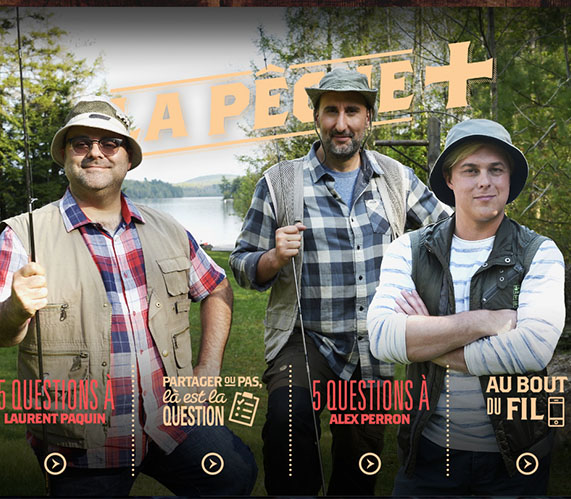 LA PÊCHE +
5 QUESTIONS À
LAURENT PAQUIN
PARTAGER OU PAS,
là est la
QUESTION
5 QUESTIONS À
ALEX PERRON
AU BOUT
DU FIL